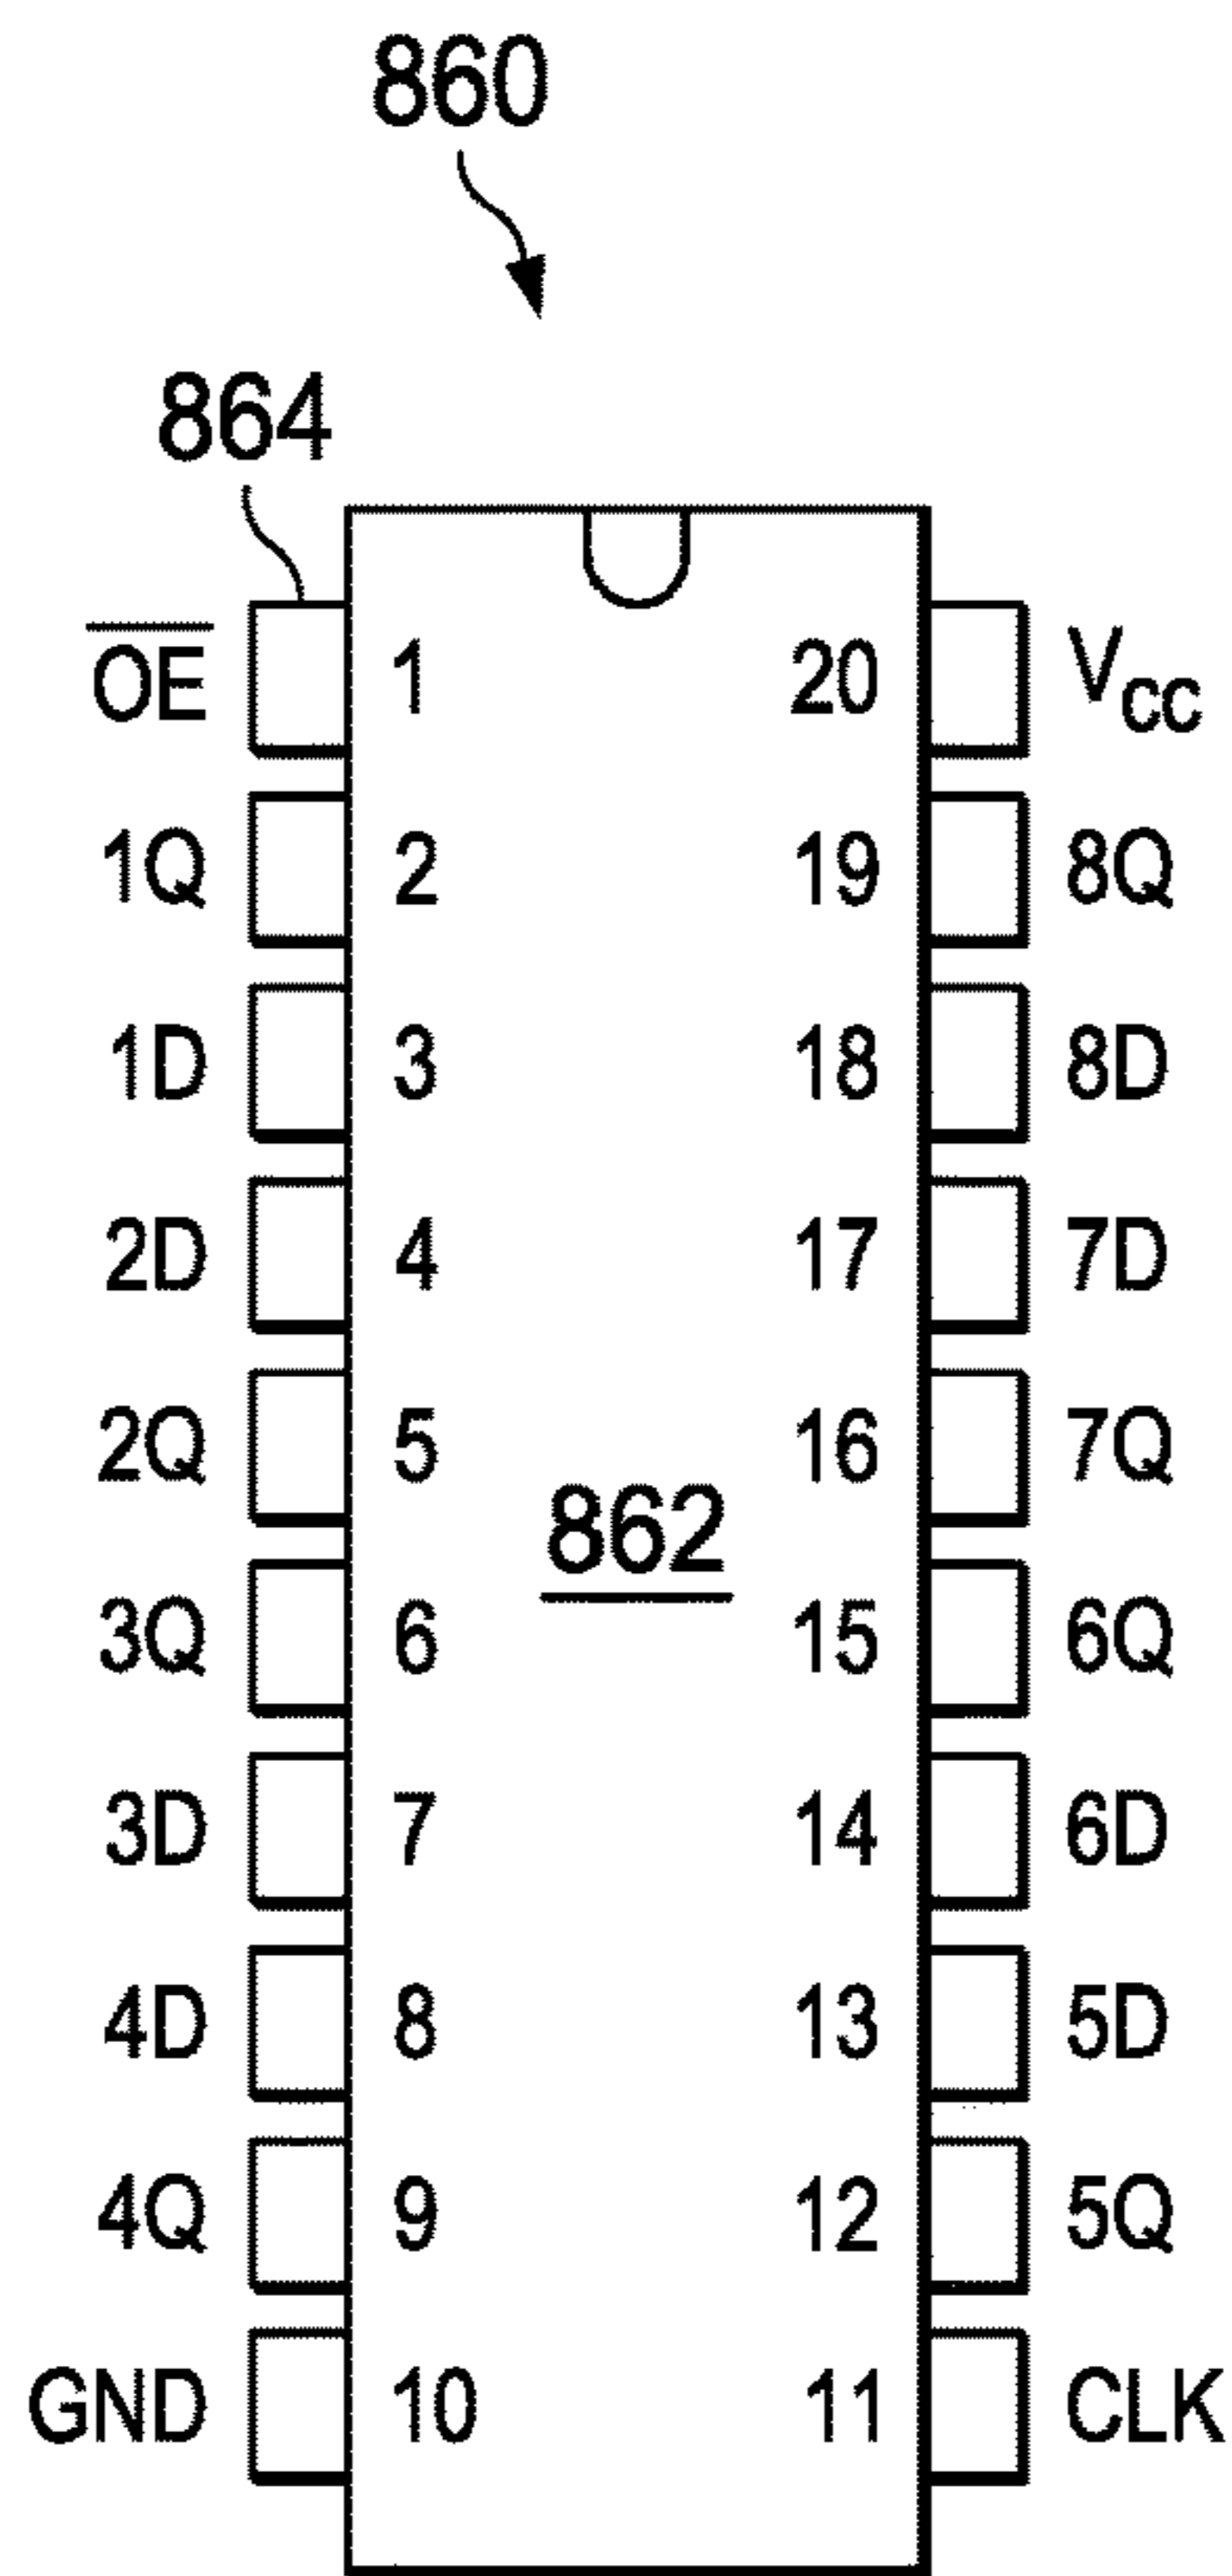 860
864
O̅E̅ 1 20 VCC
1Q 2 19 8Q
1D 3 18 8D
2D 4 17 7D
2Q 5 16 7Q
862
3Q 6 15 6Q
3D 7 14 6D
4D 8 13 5D
4Q 9 12 5Q
GND 10 11 CLK